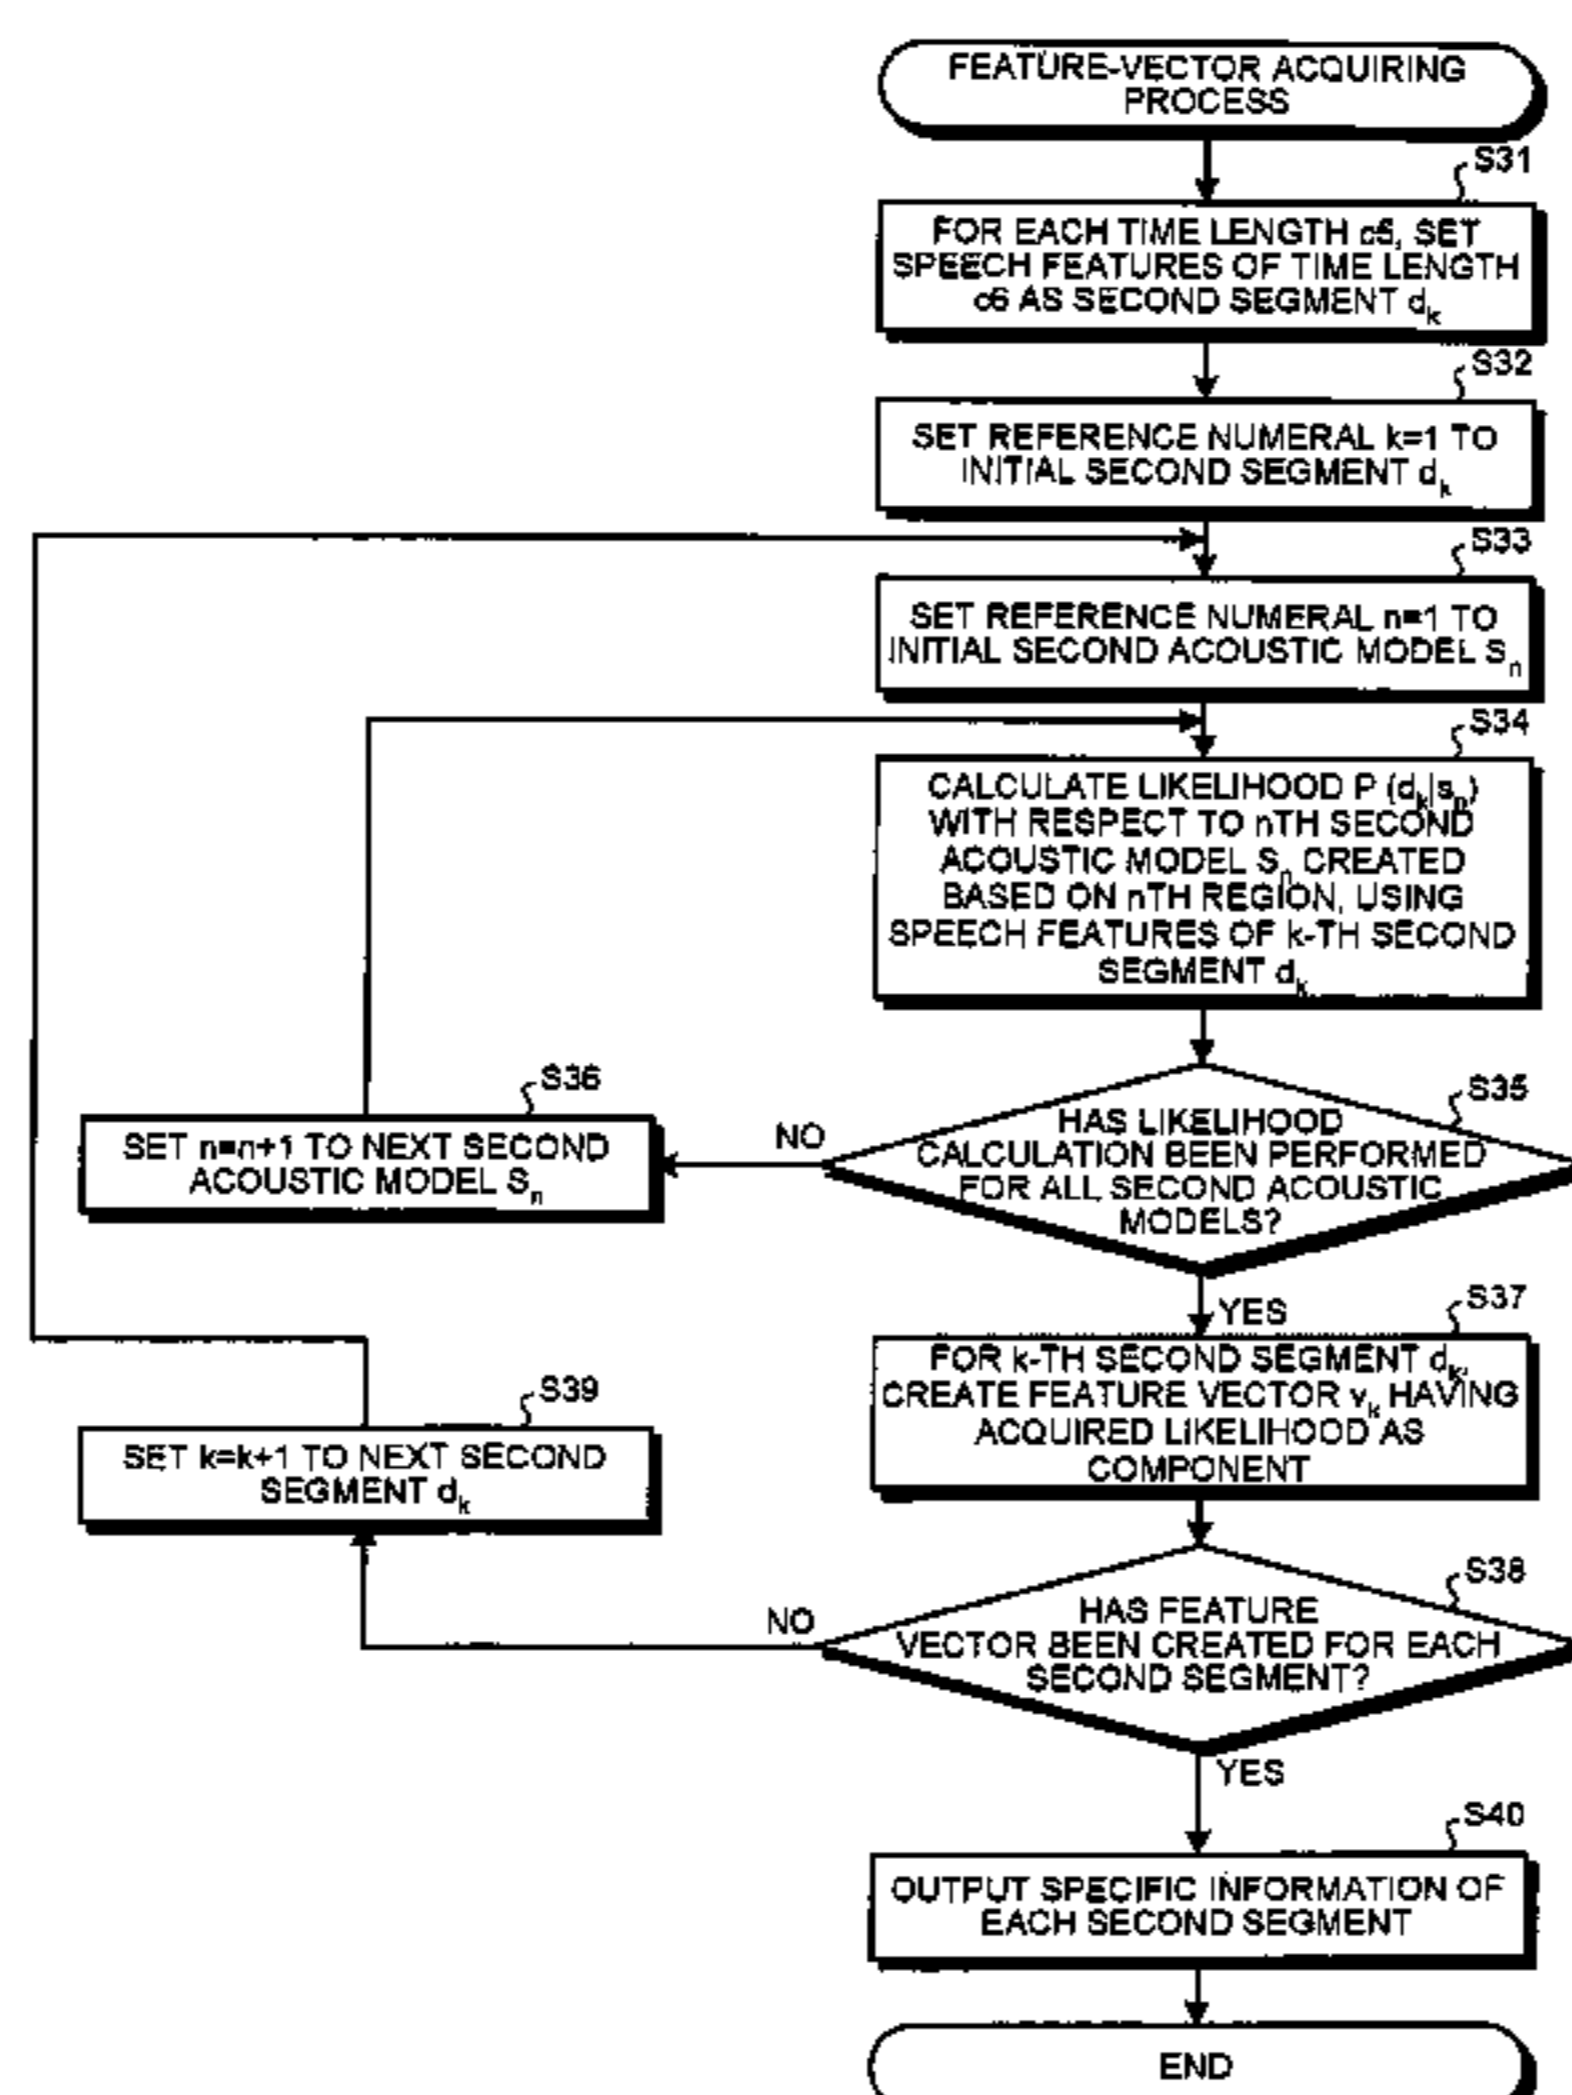 FEATURE-VECTOR ACQUIRING
PROCESS
S31
FOR EACH TIME LENGTH c5, SET
SPEECH FEATURES OF TIME LENGTH
c6 AS SECOND SEGMENT dk
S32
SET REFERENCE NUMERAL k=1 TO
INITIAL SECOND SEGMENT dk
S33
SET REFERENCE NUMERAL n=1 TO
INITIAL SECOND ACOUSTIC MODEL Sn
S34
CALCULATE LIKELIHOOD P (dk|sn)
WITH RESPECT TO nTH SECOND
ACOUSTIC MODEL Sn CREATED
BASED ON nTH REGION, USING
SPEECH FEATURES OF k-TH SECOND
SEGMENT dk
S35
HAS LIKELIHOOD
CALCULATION BEEN PERFORMED
FOR ALL SECOND ACOUSTIC
MODELS?
NO
S36
SET n=n+1 TO NEXT SECOND
ACOUSTIC MODEL Sn
YES
S37
FOR k-TH SECOND SEGMENT dk,
CREATE FEATURE VECTOR vk HAVING
ACQUIRED LIKELIHOOD AS
COMPONENT
S38
HAS FEATURE
VECTOR BEEN CREATED FOR EACH
SECOND SEGMENT?
NO
S39
SET k=k+1 TO NEXT SECOND
SEGMENT dk
YES
S40
OUTPUT SPECIFIC INFORMATION OF
EACH SECOND SEGMENT
END